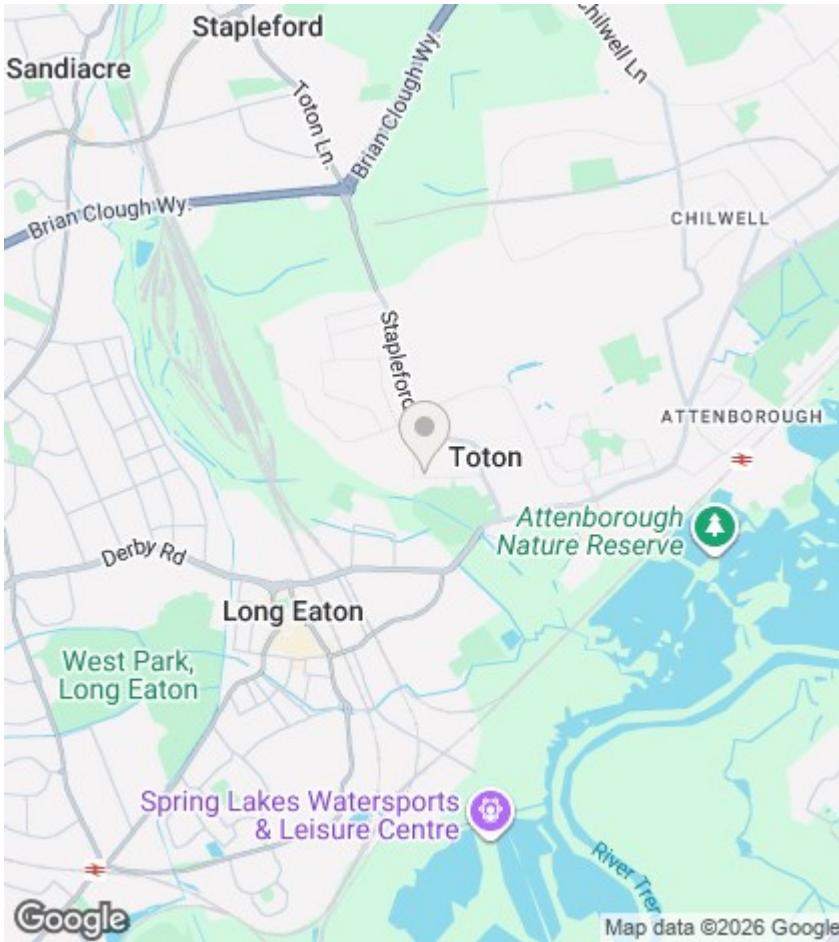 Stapleford
Sandiacre
Chilwell Ln
Toton Ln.
Brian Clough Wy
Brian Clough Wy.
CHILWELL
Stapleford
ATTENBOROUGH
Toton
Attenborough
Nature Reserve
Derby Rd
Long Eaton
West Park,
Long Eaton
Spring Lakes Watersports
& Leisure Centre
River Tre
Google
Map data ©2026 Google